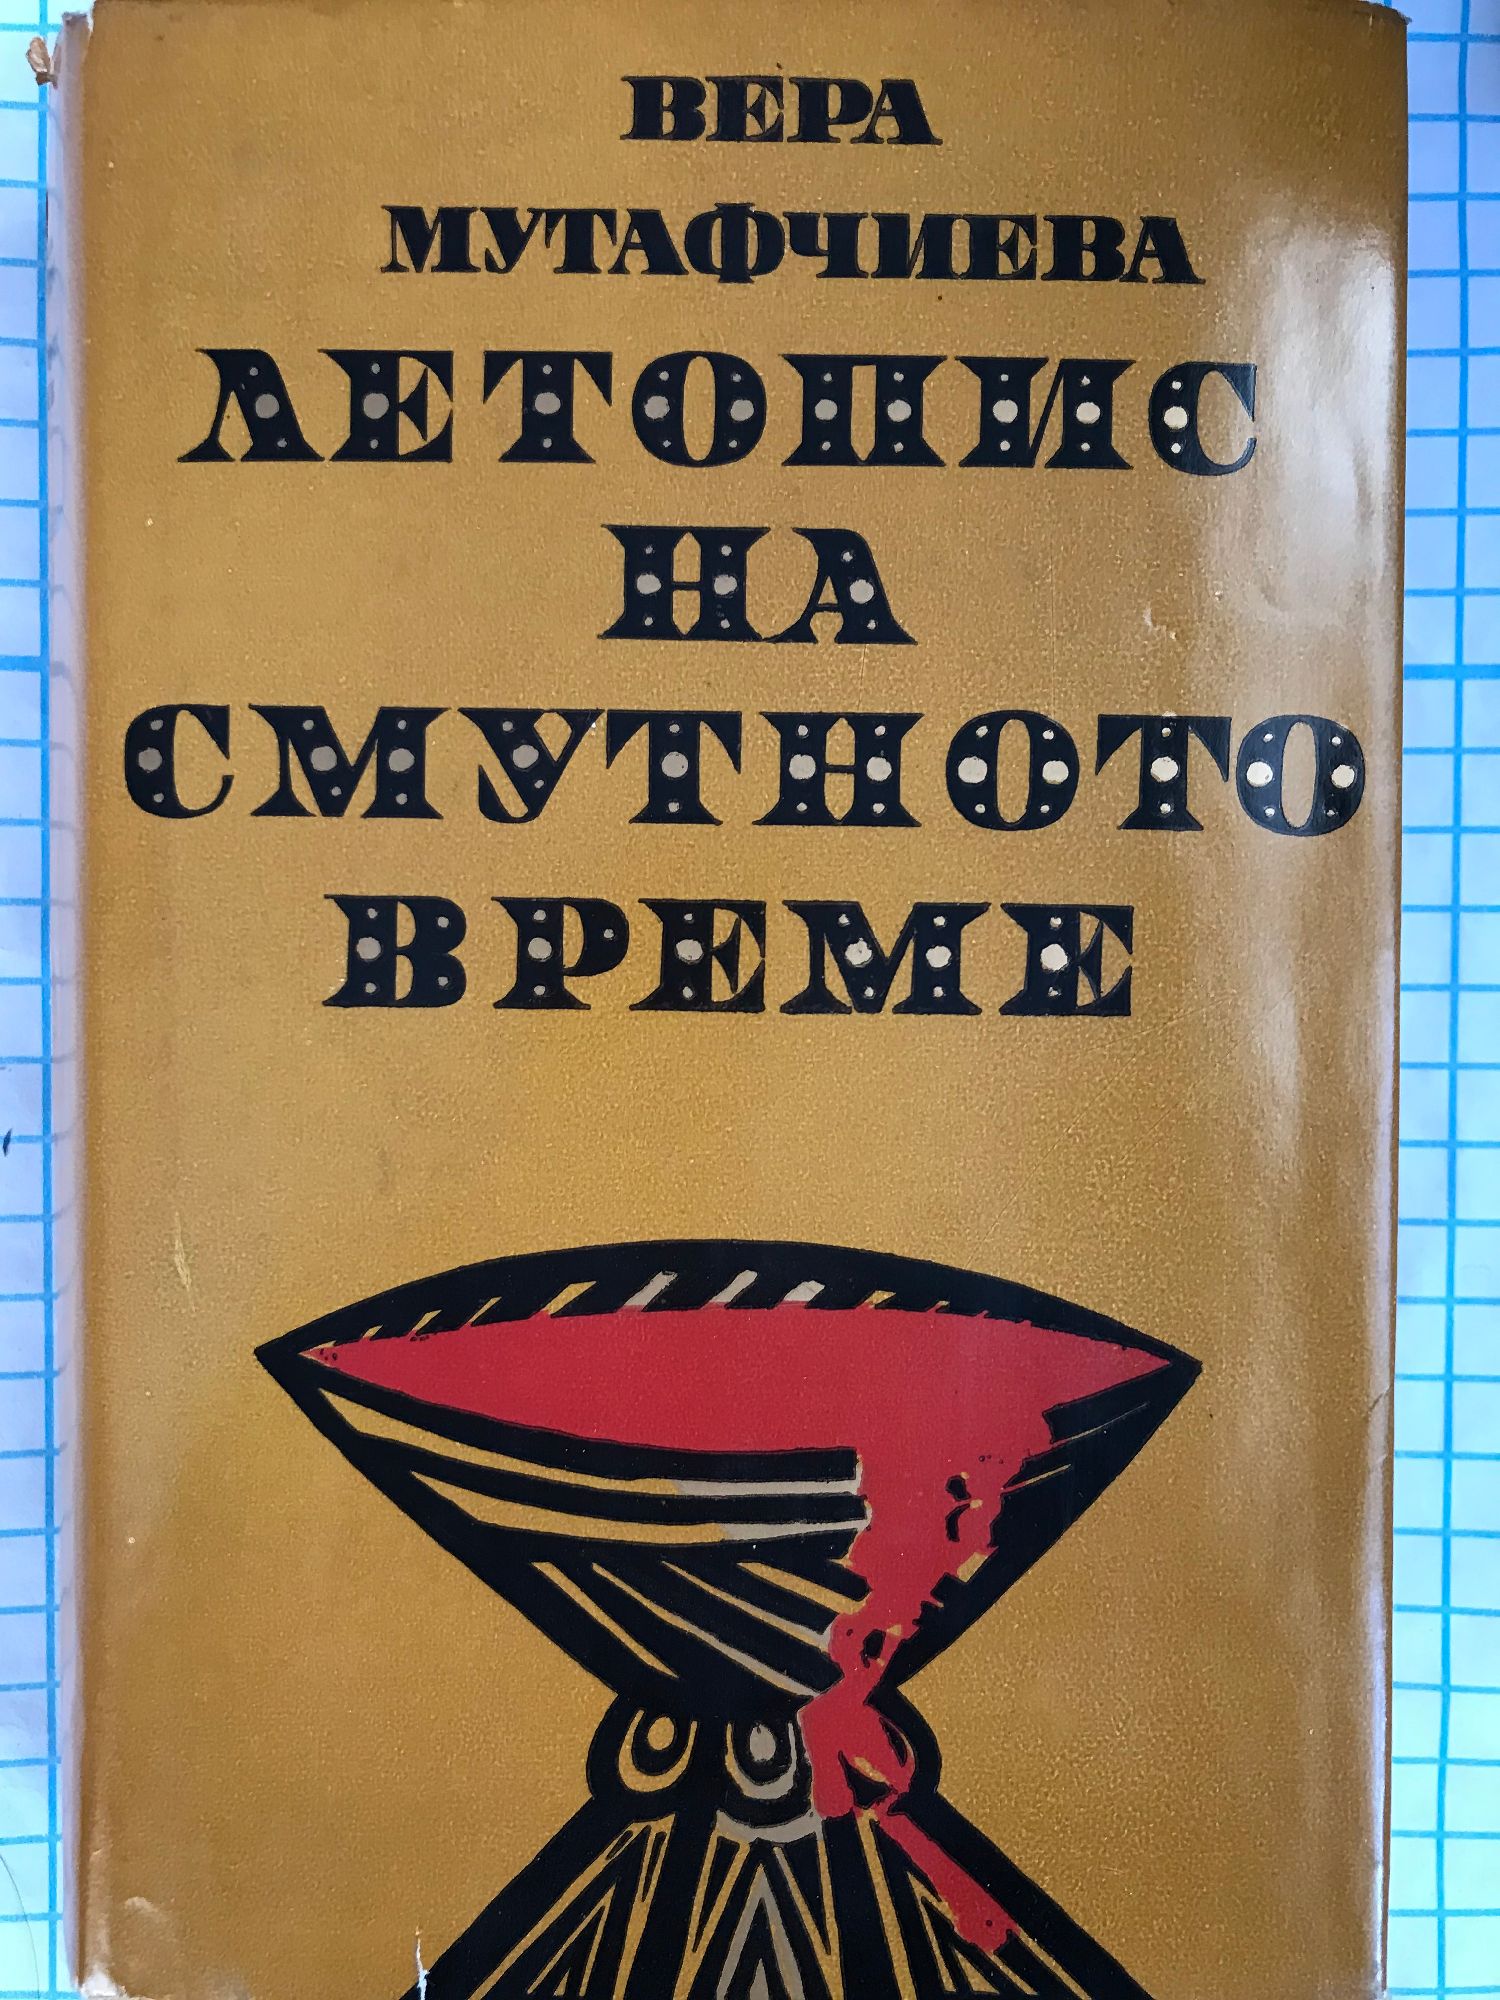 ВЕРА
МУТАФЧИЕВА
ЛЕТОПИС
НА
СМУТНОТО
ВРЕМЕ